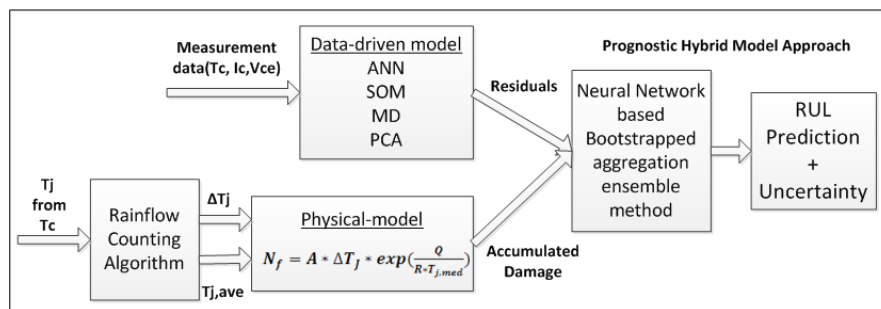 Measurement
data(Tc, Ic,Vce)
Data-driven model
ANN
SOM
MD
PCA
Residuals
Prognostic Hybrid Model Approach
Neural Network
based
Bootstrapped
aggregation
ensemble
method
RUL
Prediction
+
Uncertainty
Tj
from
Tc
Rainflow
Counting
Algorithm
ΔTj
Tj,ave
Physical-model
N_f = A * ΔT_J * exp(Q / R*T_{j,med})
Accumulated
Damage